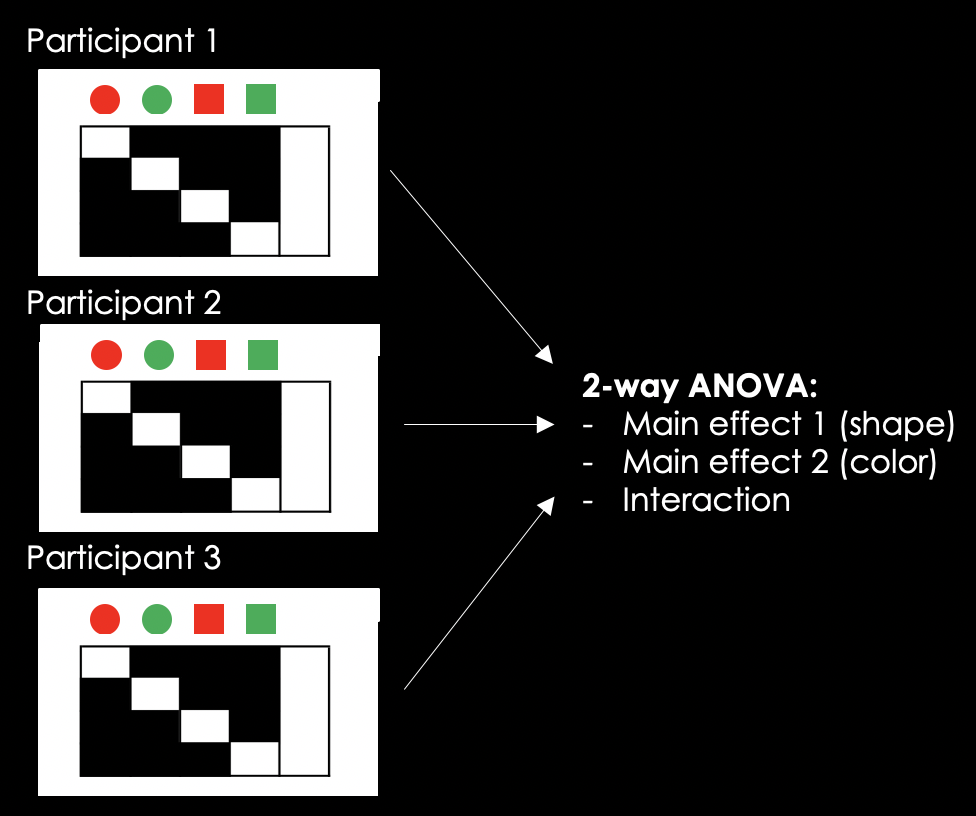 Participant 1
Participant 2
Participant 3
2-way ANOVA:
- Main effect 1 (shape)
- Main effect 2 (color)
- Interaction